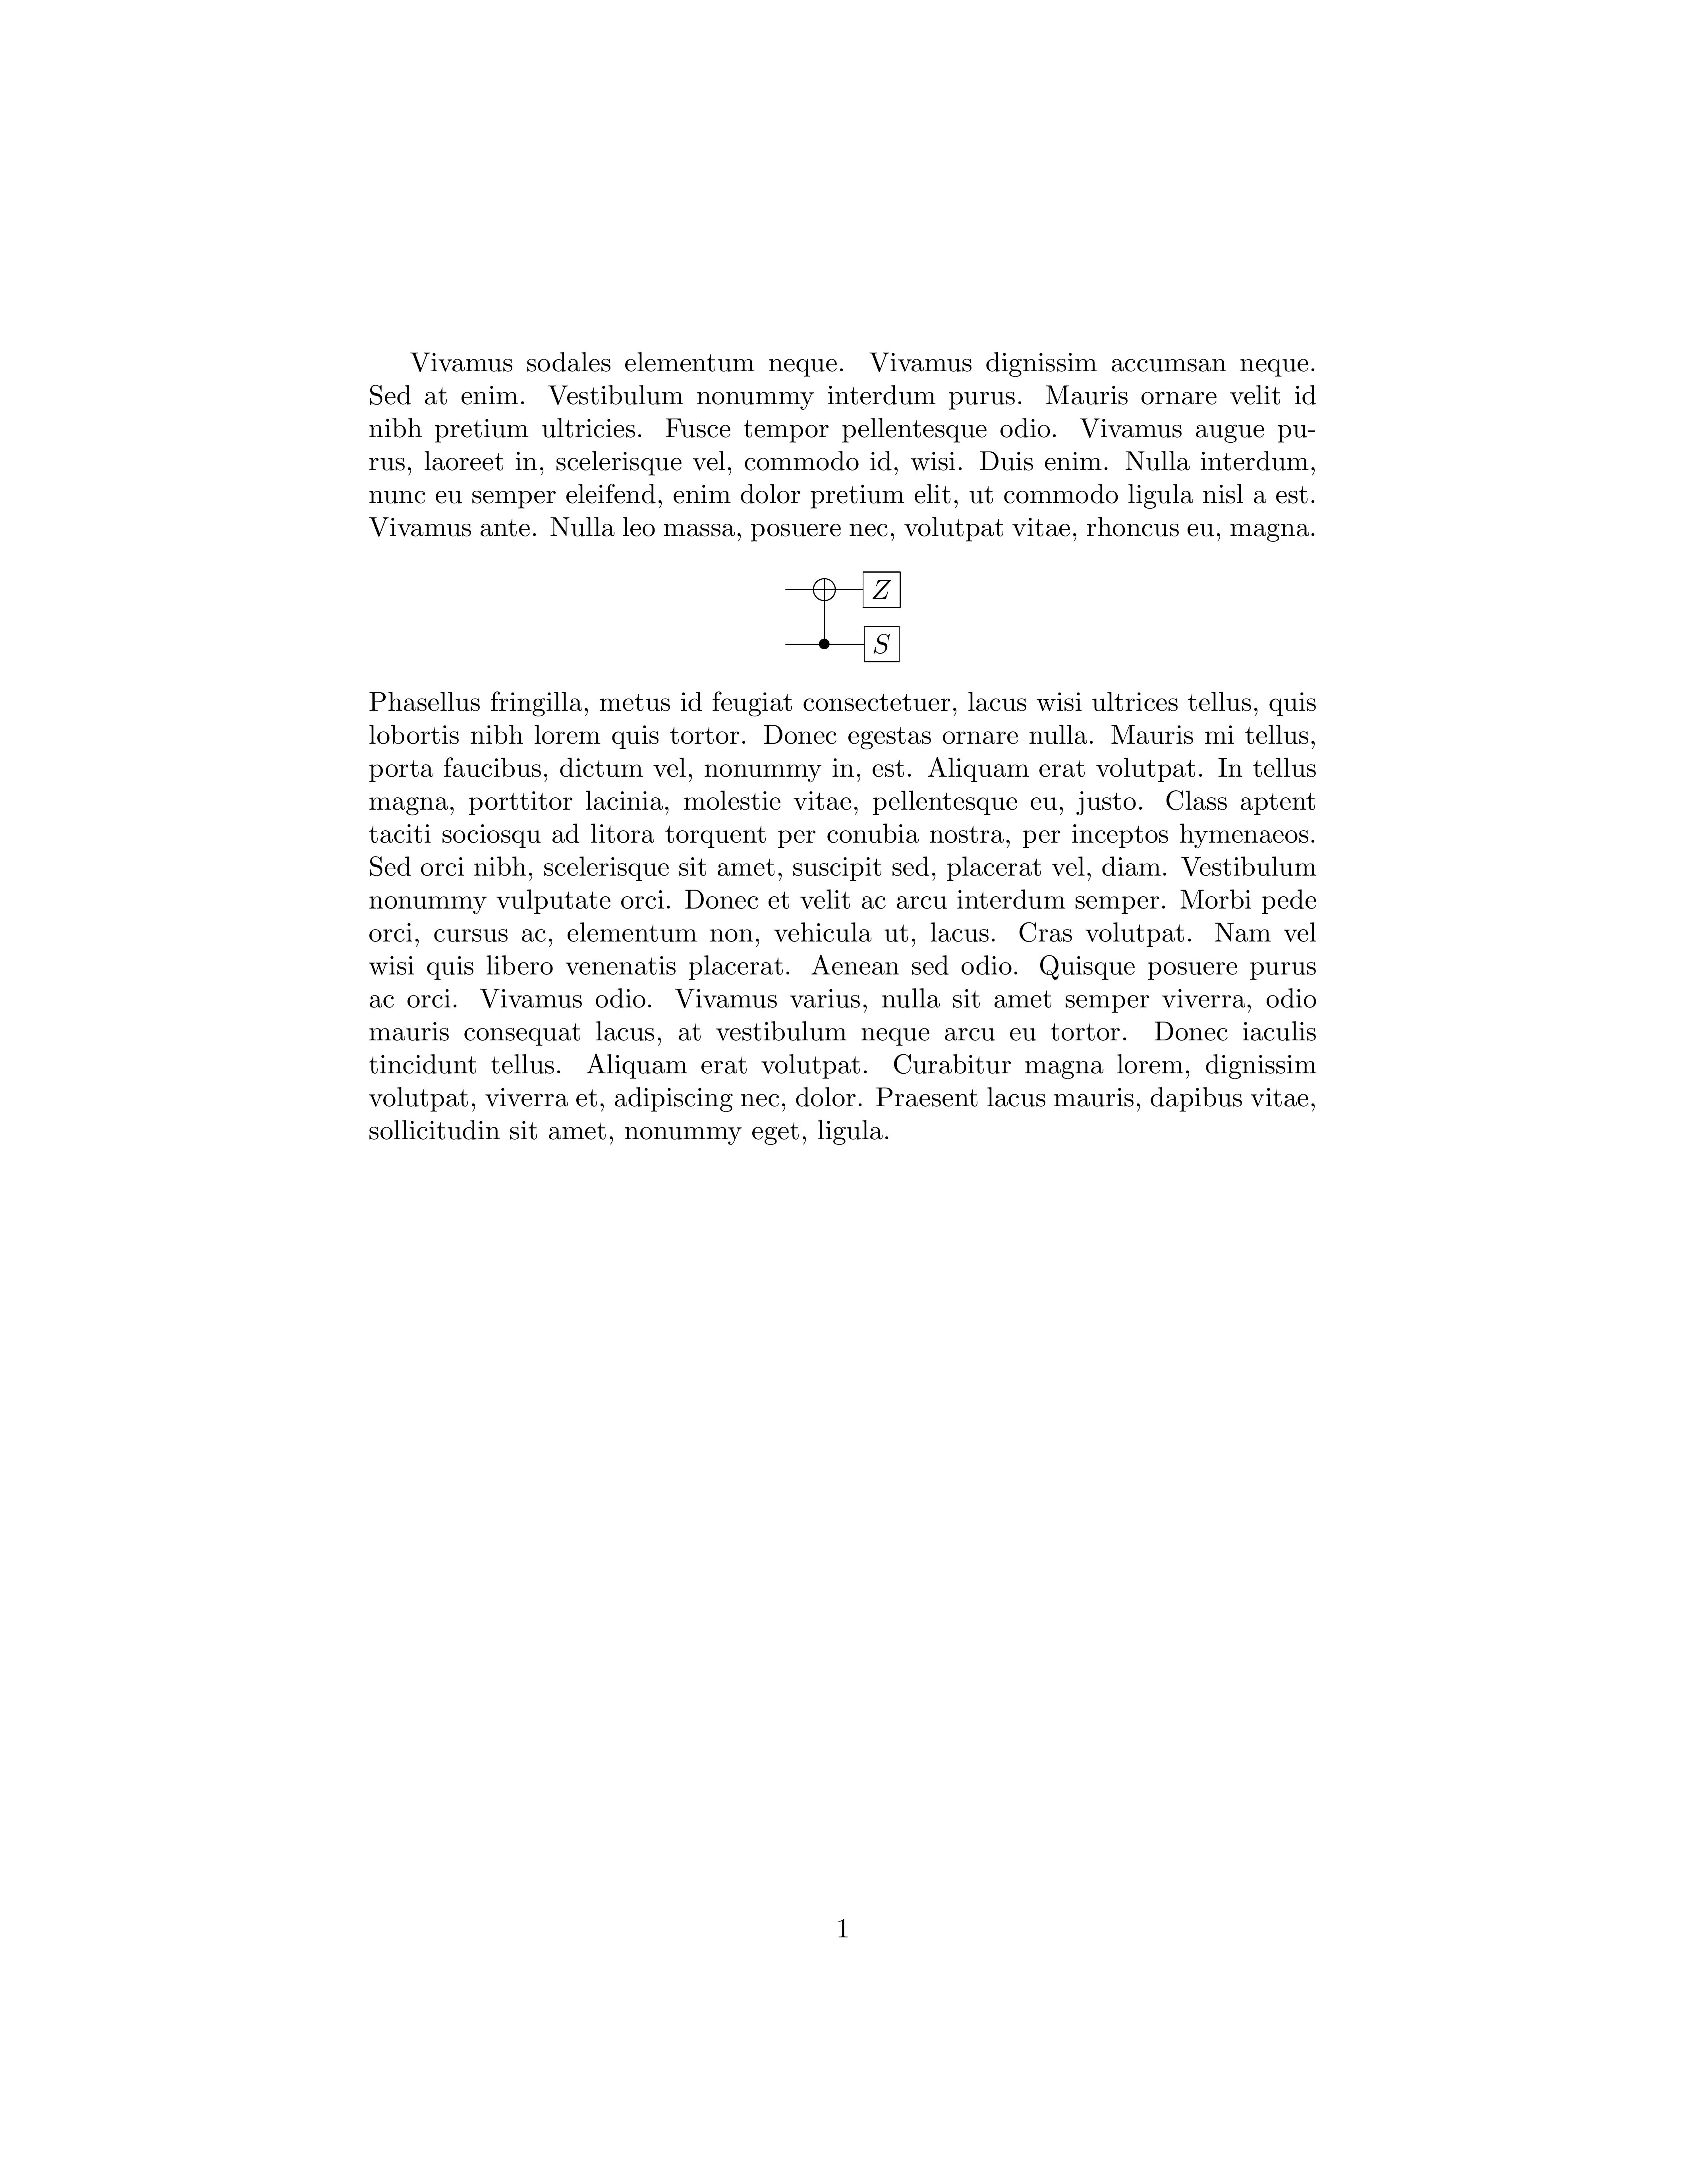 Vivamus sodales elementum neque. Vivamus dignissim accumsan neque.
Sed at enim. Vestibulum nonummy interdum purus. Mauris ornare velit id
nibh pretium ultricies. Fusce tempor pellentesque odio. Vivamus augue pu-
rus, laoreet in, scelerisque vel, commodo id, wisi. Duis enim. Nulla interdum,
nunc eu semper eleifend, enim dolor pretium elit, ut commodo ligula nisl a est.
Vivamus ante. Nulla leo massa, posuere nec, volutpat vitae, rhoncus eu, magna.
Z
S
Phasellus fringilla, metus id feugiat consectetuer, lacus wisi ultrices tellus, quis
lobortis nibh lorem quis tortor. Donec egestas ornare nulla. Mauris mi tellus,
porta faucibus, dictum vel, nonummy in, est. Aliquam erat volutpat. In tellus
magna, porttitor lacinia, molestie vitae, pellentesque eu, justo. Class aptent
taciti sociosqu ad litora torquent per conubia nostra, per inceptos hymenaeos.
Sed orci nibh, scelerisque sit amet, suscipit sed, placerat vel, diam. Vestibulum
nonummy vulputate orci. Donec et velit ac arcu interdum semper. Morbi pede
orci, cursus ac, elementum non, vehicula ut, lacus. Cras volutpat. Nam vel
wisi quis libero venenatis placerat. Aenean sed odio. Quisque posuere purus
ac orci. Vivamus odio. Vivamus varius, nulla sit amet semper viverra, odio
mauris consequat lacus, at vestibulum neque arcu eu tortor. Donec iaculis
tincidunt tellus. Aliquam erat volutpat. Curabitur magna lorem, dignissim
volutpat, viverra et, adipiscing nec, dolor. Praesent lacus mauris, dapibus vitae,
sollicitudin sit amet, nonummy eget, ligula.
1